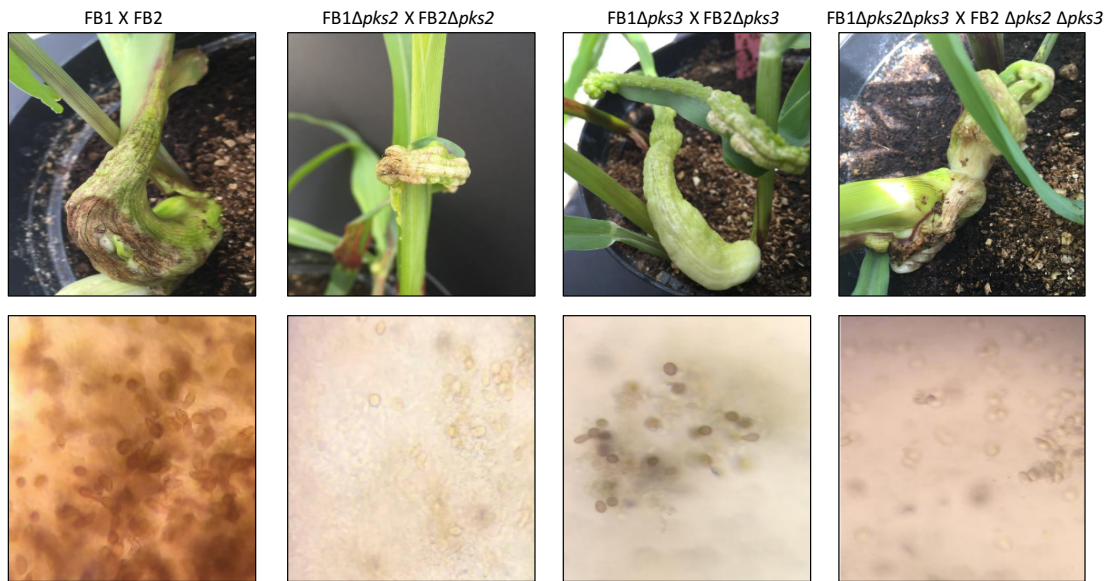 FB1 X FB2
FB1Δpks2 X FB2Δpks2
FB1Δpks3 X FB2Δpks3
FB1Δpks2Δpks3 X FB2 Δpks2 Δpks3